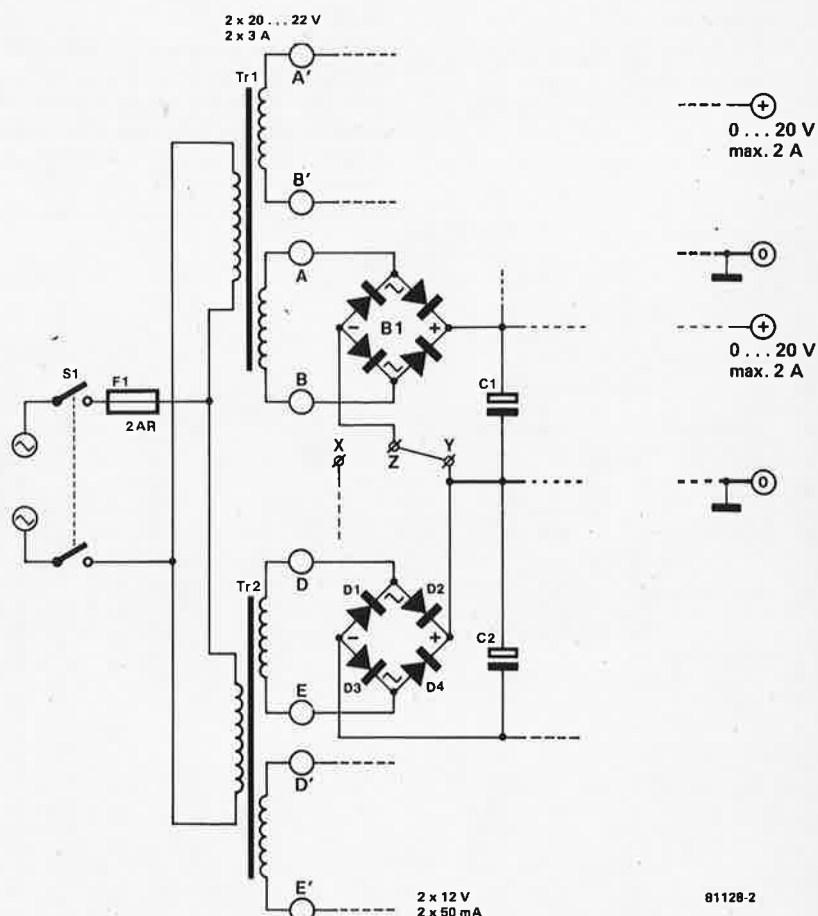 2 x 20 ... 22 V
2 x 3 A
Tr1
A'
B'
A
B
B1
∼
−
+
∼
C1
+
0 ... 20 V
max. 2 A
0
+
0 ... 20 V
max. 2 A
0
S1
F1
2 AR
X
Z
Y
Tr2
D
E
D1
D2
D3
D4
∼
−
+
∼
C2
D'
E'
2 x 12 V
2 x 50 mA
81128-2